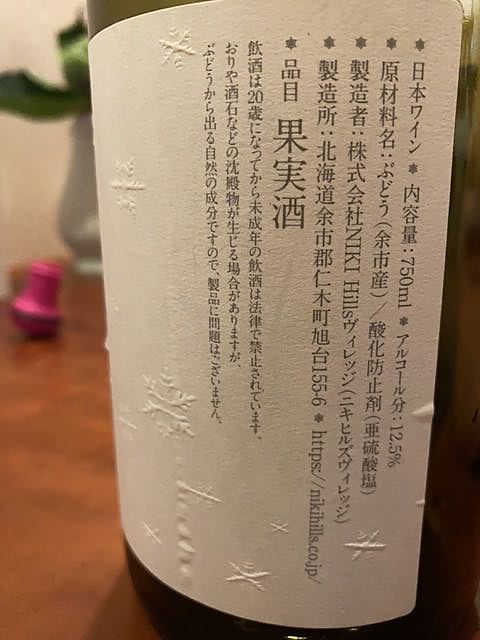 ＊日本ワイン＊内容量：750ml＊アルコール分：12.5%
＊原材料名：ぶどう（余市産）／酸化防止剤（亜硫酸塩）
＊製造者：株式会社NIKI Hillsヴィレッジ（ニキヒルズヴィレッジ）
＊製造所：北海道余市郡仁木町旭台155-6＊https://nikihills.co.jp/
＊品目 果実酒
飲酒は20歳になってから未成年の飲酒は法律で禁止されています。
おりや酒石などの沈殿物が生じる場合がありますが、
ぶどうから出る自然の成分ですので、製品に問題はございません。